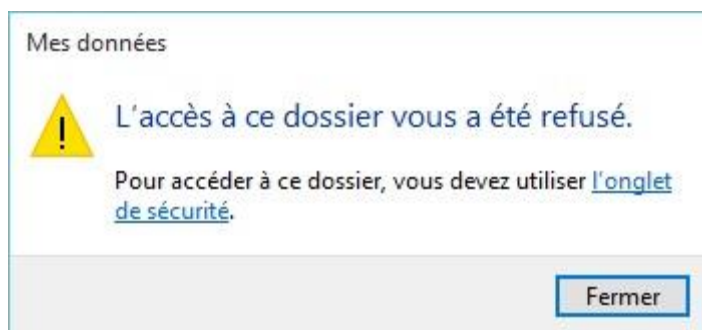 Mes données
L'accès à ce dossier vous a été refusé.
Pour accéder à ce dossier, vous devez utiliser l'onglet
de sécurité.
Fermer